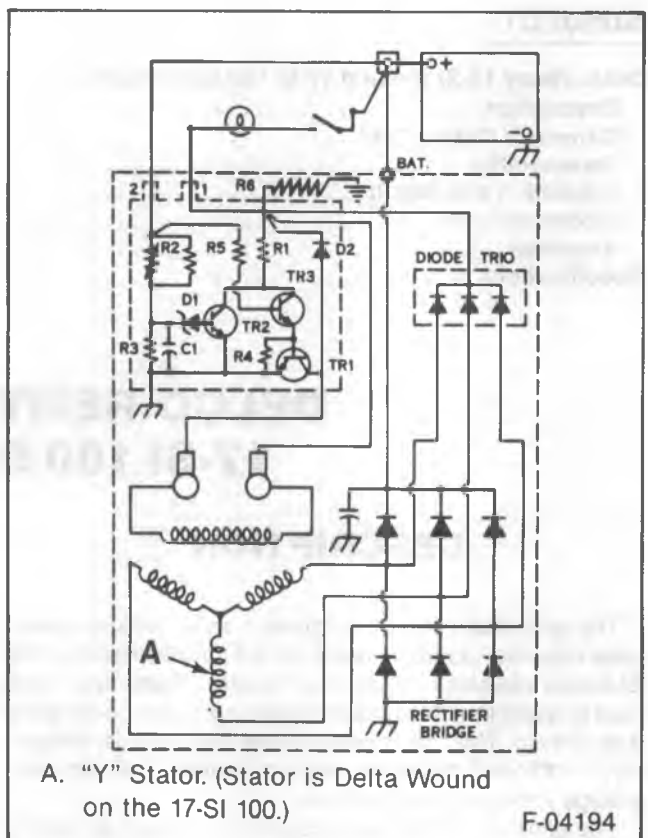 +
-
BAT.
2
1
R6
R2
R5
R1
D2
DIODE TRIO
TR3
D1
TR2
R3
C1
R4
TR1
A
RECTIFIER
BRIDGE
A. "Y" Stator. (Stator is Delta Wound
on the 17-SI 100.)
F-04194